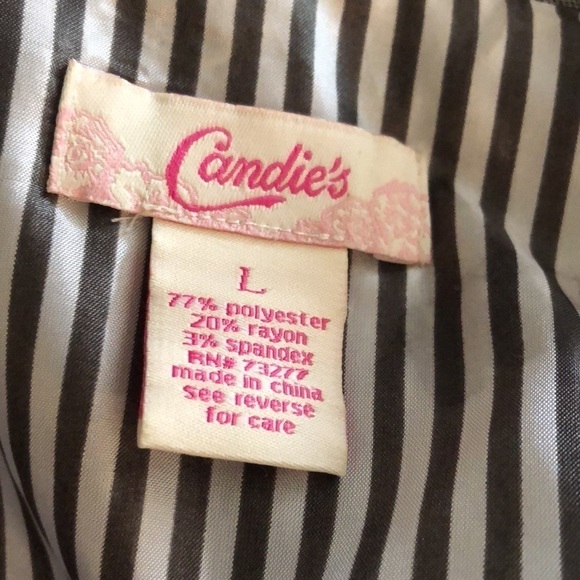 Candie's
L
77% polyester
20% rayon
3% spandex
RN# 73277
made in china
see reverse
for care